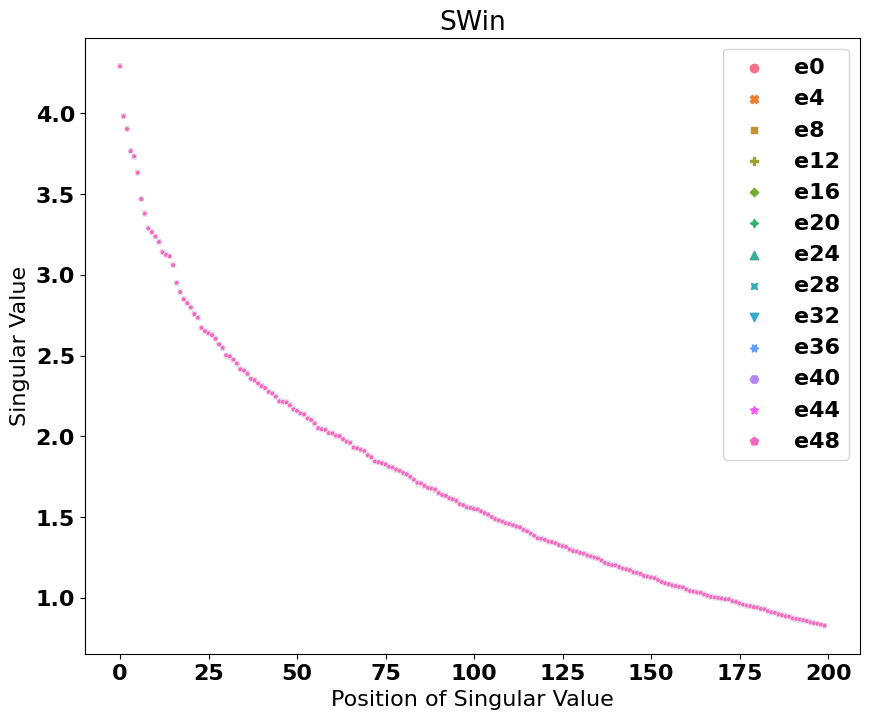 SWin
e0
e4
e8
e12
e16
e20
e24
e28
e32
e36
e40
e44
e48
Singular Value
4.0
3.5
3.0
2.5
2.0
1.5
1.0
0 25 50 75 100 125 150 175 200
Position of Singular Value